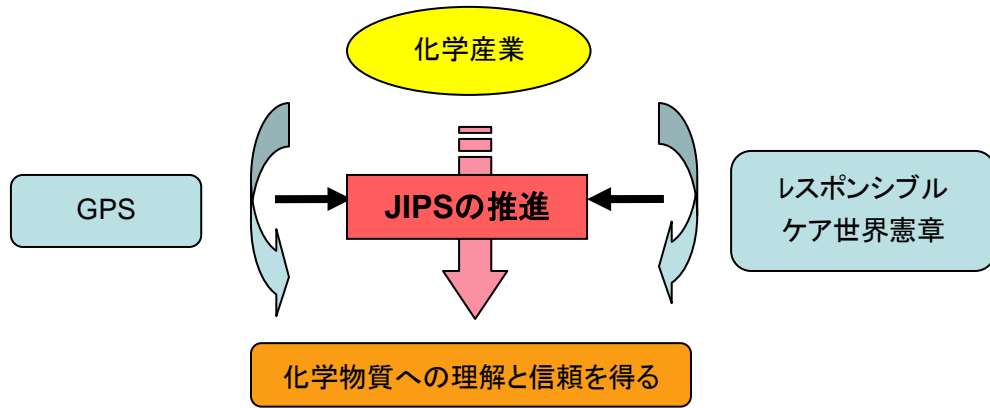 化学産業
GPS
JIPSの推進
レスポンシブル
ケア世界憲章
化学物質への理解と信頼を得る